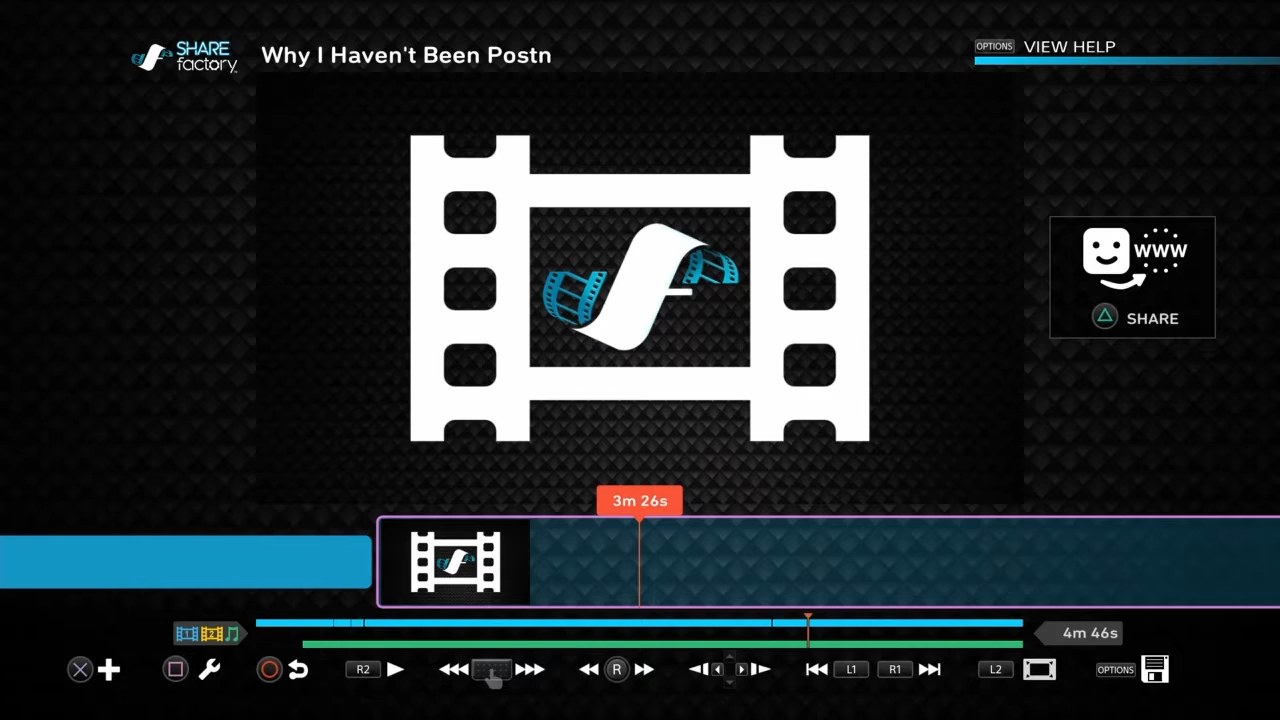 SHARE
factory™
Why I Haven't Been Postn
OPTIONS VIEW HELP
WWW
SHARE
3m 26s
4m 46s
R2
R
L1
R1
L2
OPTIONS